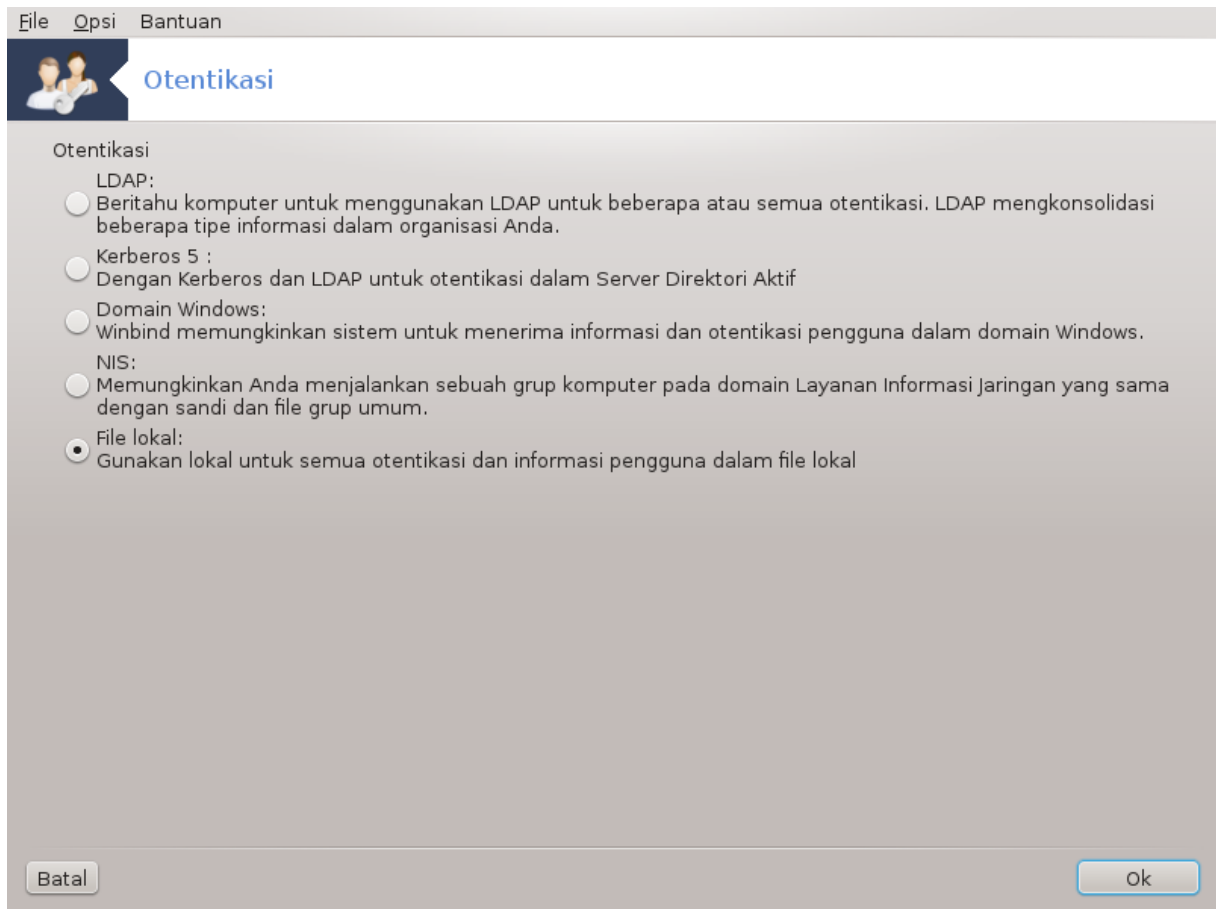 File Opsi Bantuan
Otentikasi
Otentikasi
LDAP:
Beritahu komputer untuk menggunakan LDAP untuk beberapa atau semua otentikasi. LDAP mengkonsolidasi
beberapa tipe informasi dalam organisasi Anda.
Kerberos 5 :
Dengan Kerberos dan LDAP untuk otentikasi dalam Server Direktori Aktif
Domain Windows:
Winbind memungkinkan sistem untuk menerima informasi dan otentikasi pengguna dalam domain Windows.
NIS:
Memungkinkan Anda menjalankan sebuah grup komputer pada domain Layanan Informasi Jaringan yang sama
dengan sandi dan file grup umum.
File lokal:
Gunakan lokal untuk semua otentikasi dan informasi pengguna dalam file lokal
Batal Ok